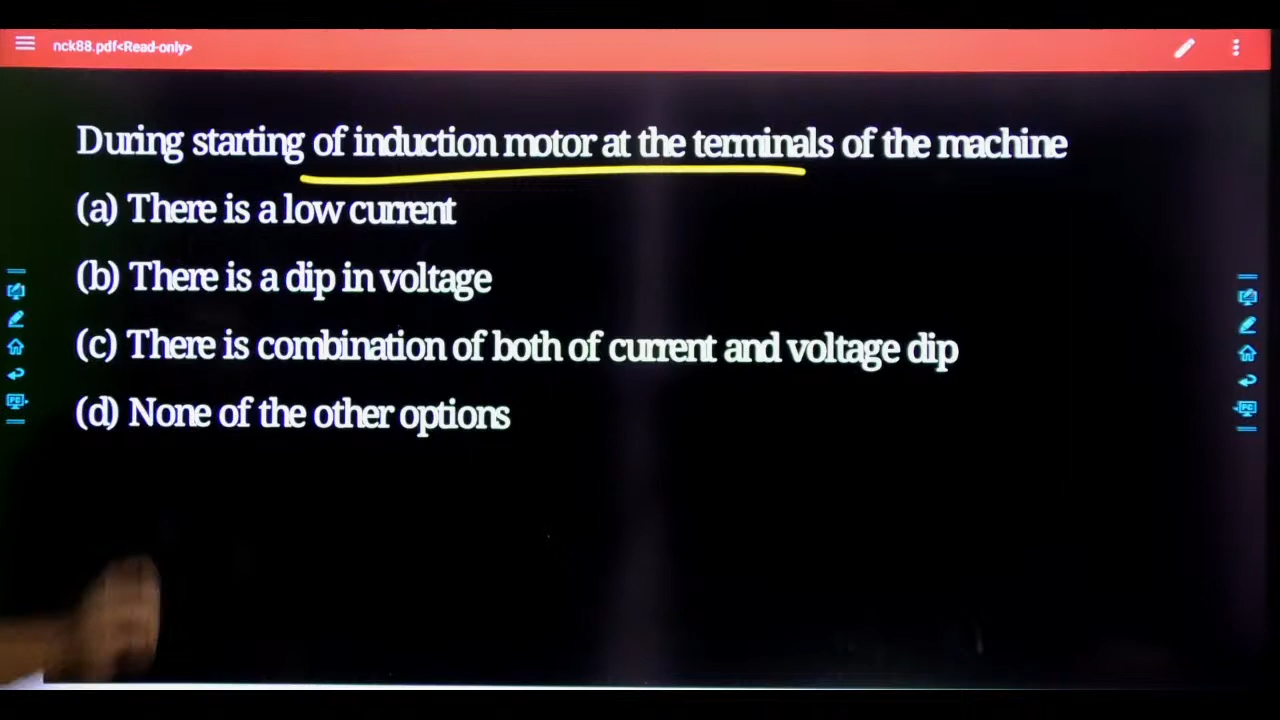 nck88.pdf<Read-only>
During starting of induction motor at the terminals of the machine
(a) There is a low current
(b) There is a dip in voltage
(c) There is combination of both of current and voltage dip
(d) None of the other options